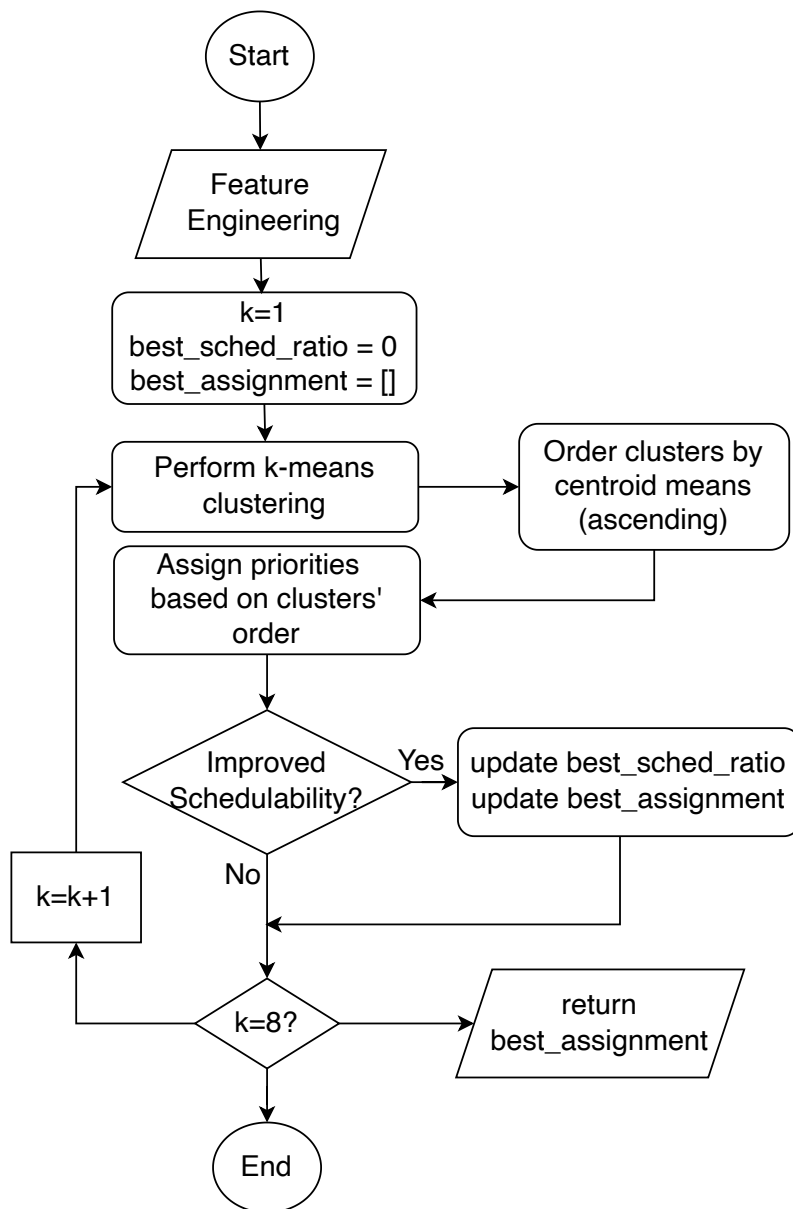 Start
Feature
Engineering
k=1
best_sched_ratio = 0
best_assignment = []
Perform k-means
clustering
Order clusters by
centroid means
(ascending)
Assign priorities
based on clusters'
order
Improved
Schedulability?
Yes
update best_sched_ratio
update best_assignment
No
k=k+1
k=8?
return
best_assignment
End